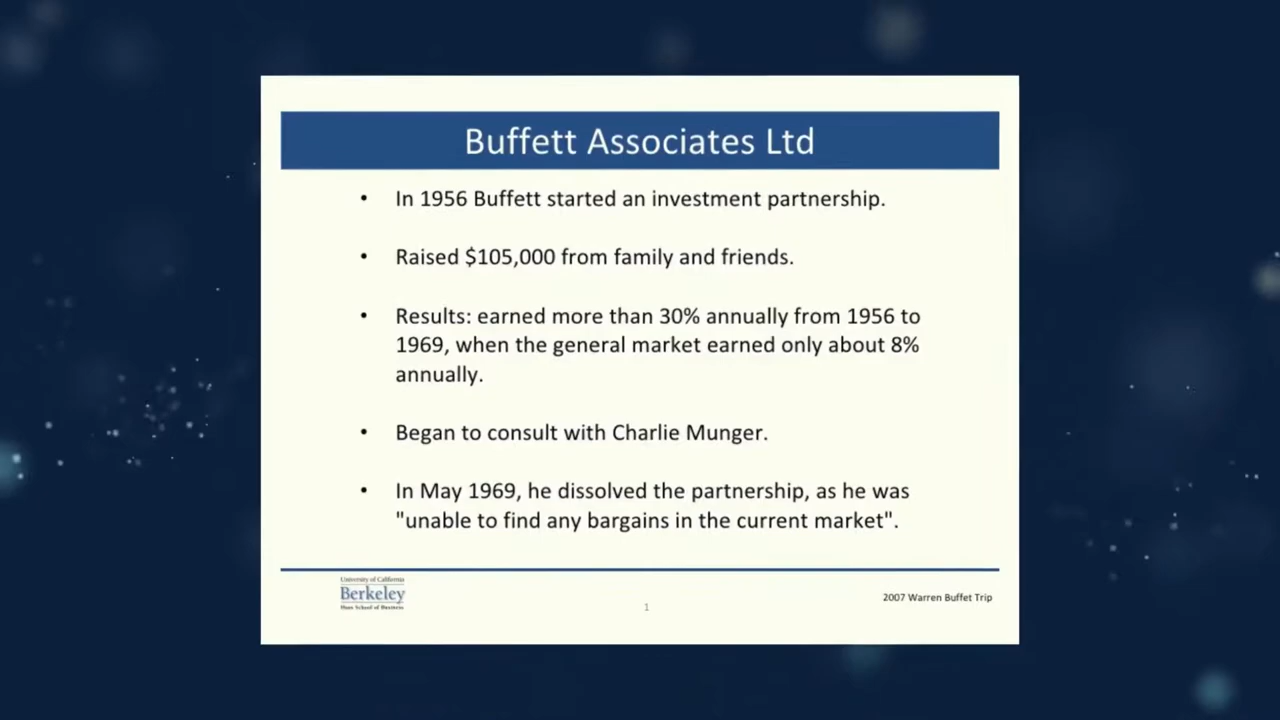 Buffett Associates Ltd
• In 1956 Buffett started an investment partnership.
• Raised $105,000 from family and friends.
• Results: earned more than 30% annually from 1956 to
1969, when the general market earned only about 8%
annually.
• Began to consult with Charlie Munger.
• In May 1969, he dissolved the partnership, as he was
"unable to find any bargains in the current market".
University of California
Berkeley
Haas School of Business
1
2007 Warren Buffet Trip